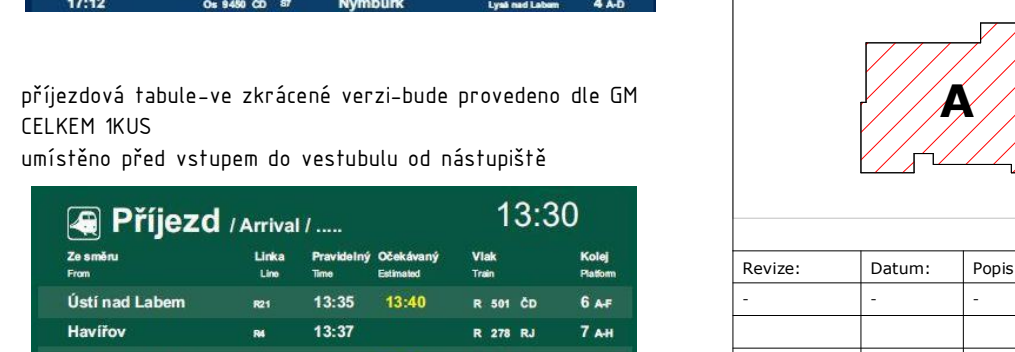 17:12 Os 9450 ČD S7 Nymburk Lysá nad Labem 4 A-D
příjezdová tabule-ve zkrácené verzi-bude provedeno dle GM
CELKEM 1KUS
umístěno před vstupem do vestubulu od nástupiště
Příjezd / Arrival / ..... 13:30
Ze směru Linka Pravidelný Očekávaný Vlak Kolej
From Line Time Estimated Train Platform
Ústí nad Labem R21 13:35 13:40 R 501 ČD 6 A-F
Havířov R4 13:37 R 278 RJ 7 A-H
A
Revize: Datum: Popis
- - -